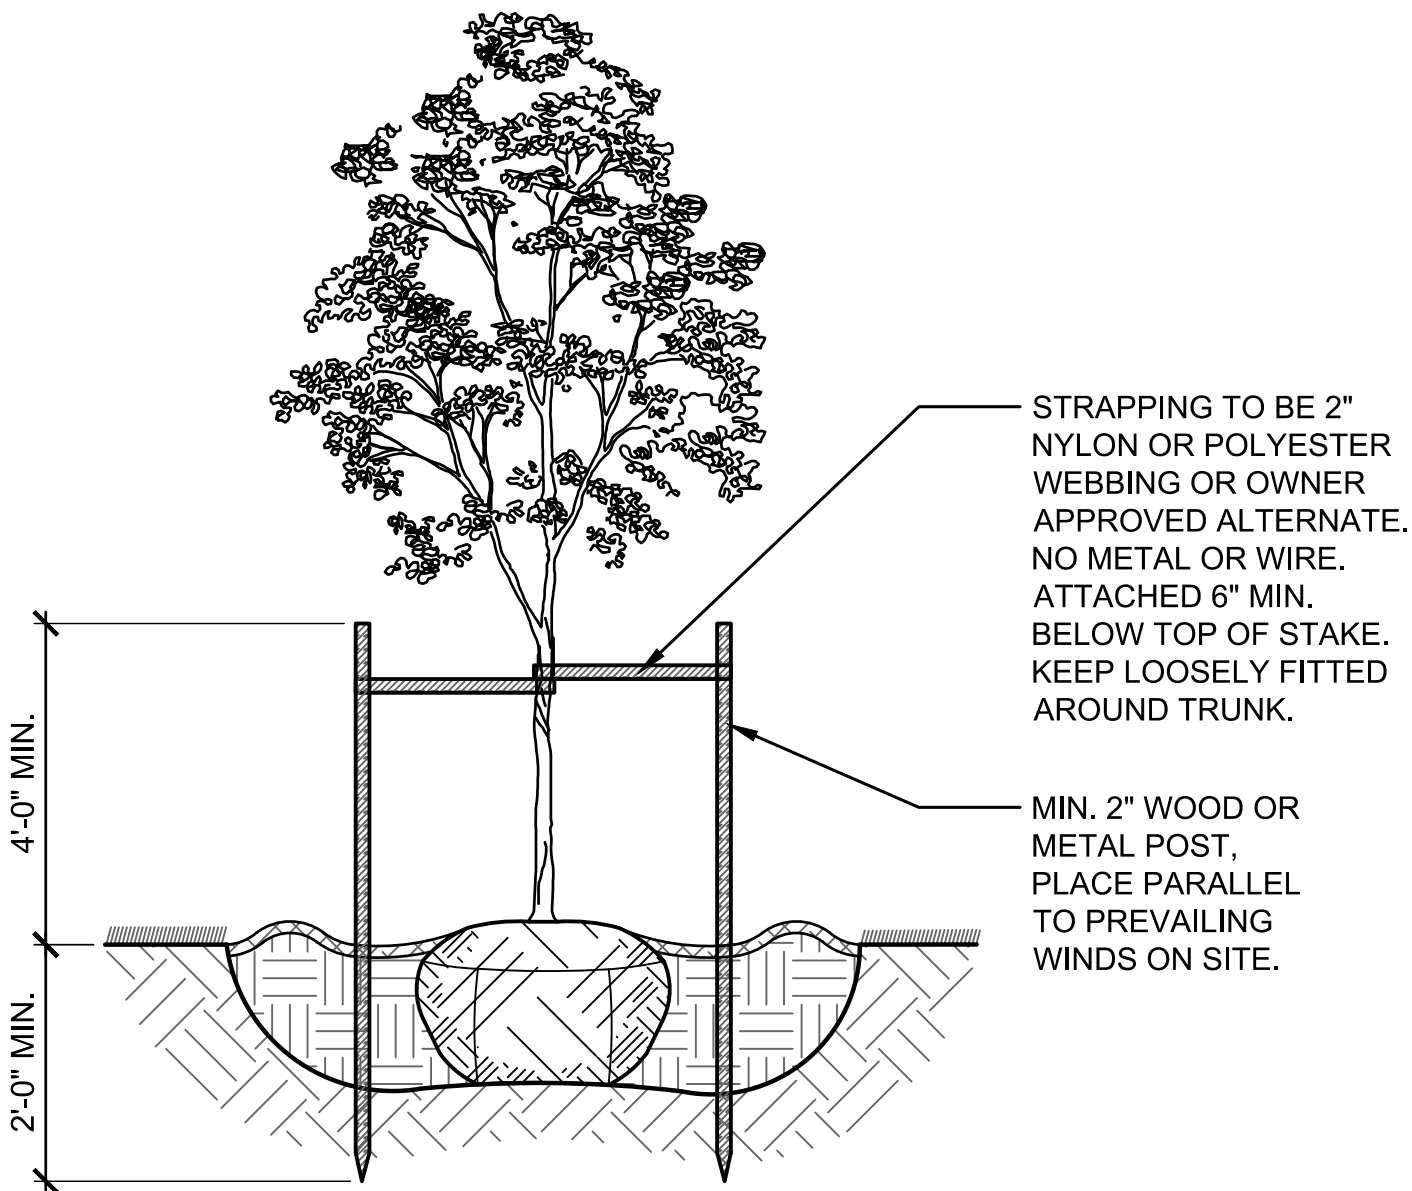 STRAPPING TO BE 2"
NYLON OR POLYESTER
WEBBING OR OWNER
APPROVED ALTERNATE.
NO METAL OR WIRE.
ATTACHED 6" MIN.
BELOW TOP OF STAKE.
KEEP LOOSELY FITTED
AROUND TRUNK.
MIN. 2" WOOD OR
METAL POST,
PLACE PARALLEL
TO PREVAILING
WINDS ON SITE.
4'-0" MIN.
2'-0" MIN.